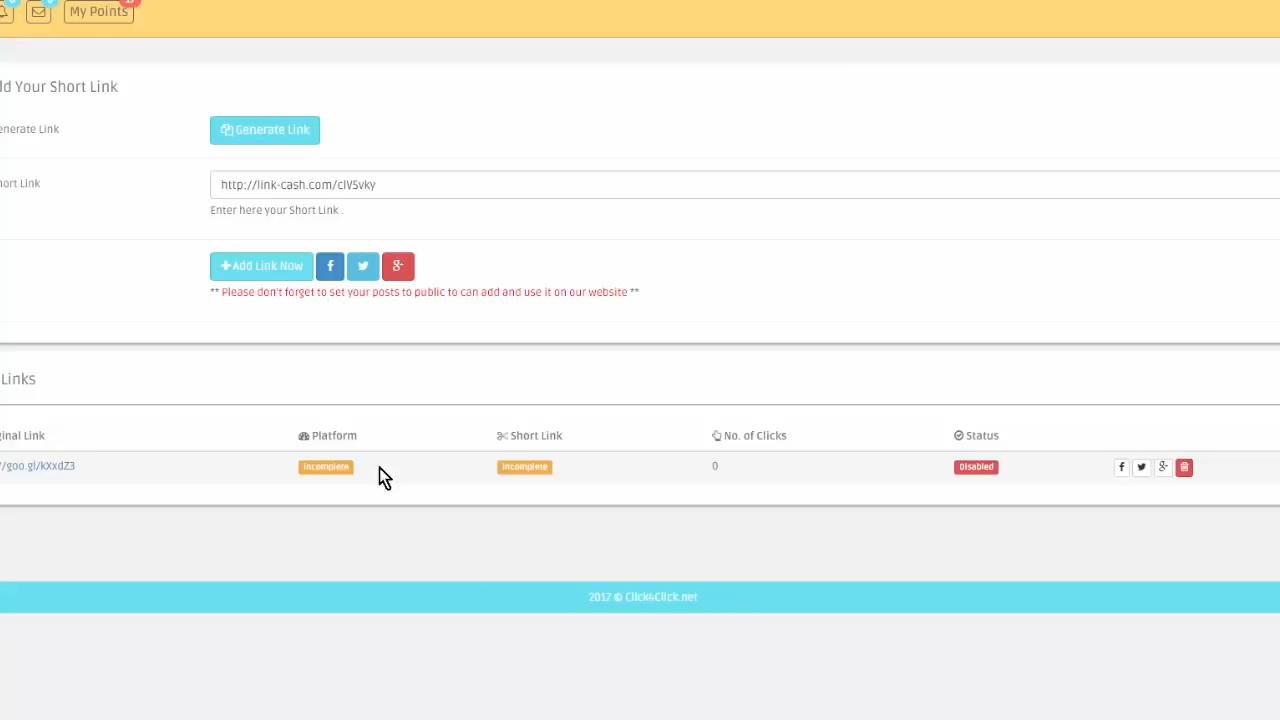 My Points
dd Your Short Link
enerate Link
Generate Link
hort Link
http://link-cash.com/clVSvky
Enter here your Short Link .
Add Link Now
** Please don't forget to set your posts to public to can add and use it on our website **
Links
ginal Link Platform Short Link No. of Clicks Status
//goo.gl/kXxdZ3 Incomplete Incomplete 0 Disabled
2017 © Click4Click.net